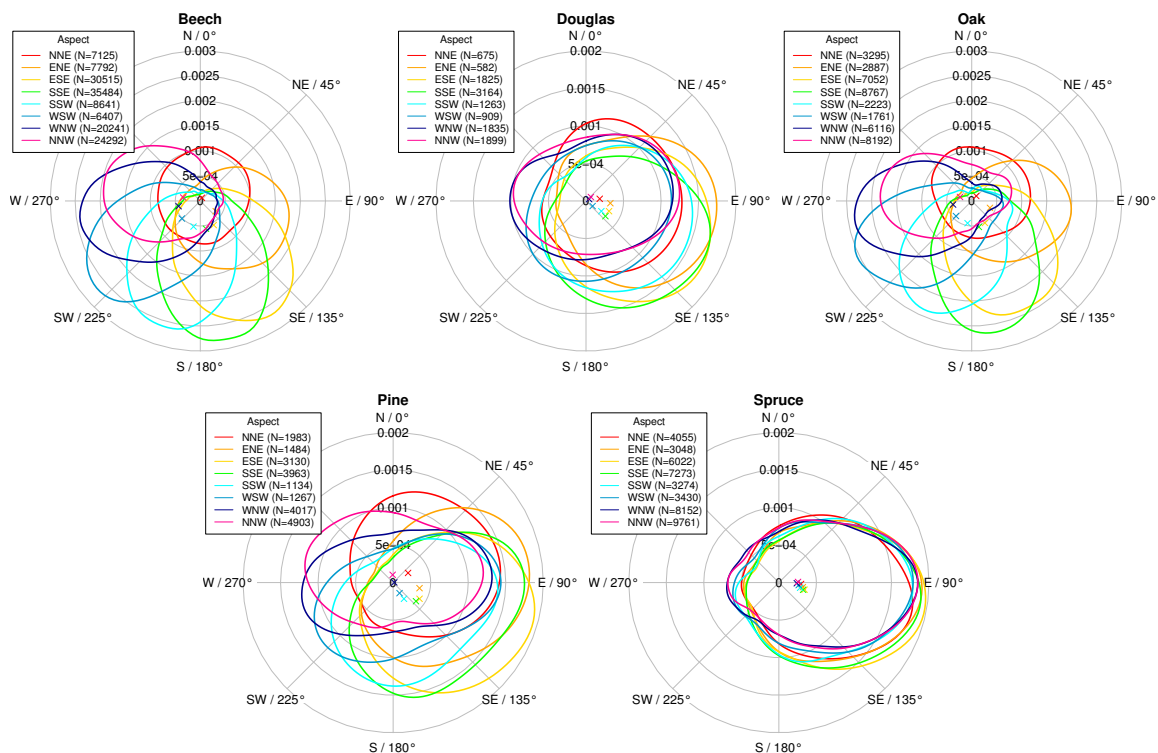 Beech
N / 0°
Aspect
NNE (N=7125)
ENE (N=7792)
ESE (N=30515)
SSE (N=35484)
SSW (N=8641)
WSW (N=6407)
WNW (N=20241)
NNW (N=24292)
0.003
0.0025
0.002
0.0015
0.001
5e−04
0
NE / 45°
E / 90°
SE / 135°
S / 180°
SW / 225°
W / 270°
Douglas
N / 0°
Aspect
NNE (N=675)
ENE (N=582)
ESE (N=1825)
SSE (N=3164)
SSW (N=1263)
WSW (N=909)
WNW (N=1835)
NNW (N=1899)
0.002
0.0015
0.001
5e−04
0
NE / 45°
E / 90°
SE / 135°
S / 180°
SW / 225°
W / 270°
Oak
N / 0°
Aspect
NNE (N=3295)
ENE (N=2887)
ESE (N=7052)
SSE (N=8767)
SSW (N=2223)
WSW (N=1761)
WNW (N=6116)
NNW (N=8192)
0.003
0.0025
0.002
0.0015
0.001
5e−04
0
NE / 45°
E / 90°
SE / 135°
S / 180°
SW / 225°
W / 270°
Pine
N / 0°
Aspect
NNE (N=1983)
ENE (N=1484)
ESE (N=3130)
SSE (N=3963)
SSW (N=1134)
WSW (N=1267)
WNW (N=4017)
NNW (N=4903)
0.002
0.0015
0.001
5e−04
0
NE / 45°
E / 90°
SE / 135°
S / 180°
SW / 225°
W / 270°
Spruce
N / 0°
Aspect
NNE (N=4055)
ENE (N=3048)
ESE (N=6022)
SSE (N=7273)
SSW (N=3274)
WSW (N=3430)
WNW (N=8152)
NNW (N=9761)
0.002
0.0015
0.001
5e−04
0
NE / 45°
E / 90°
SE / 135°
S / 180°
SW / 225°
W / 270°